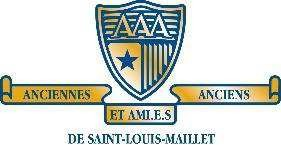 AAA
ANCIENNES ANCIENS
ET AMI.E.S
DE SAINT-LOUIS-MAILLET